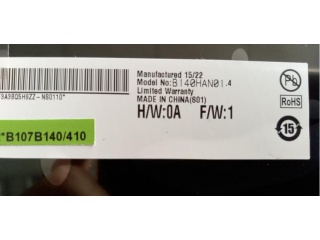 Manufactured 15/22
Model No.:B140HAN01.4
Limited Warranty
MADE IN CHINA(S01)
H/W:0A F/W:1
Pb
RoHS
15
*B107B140/410